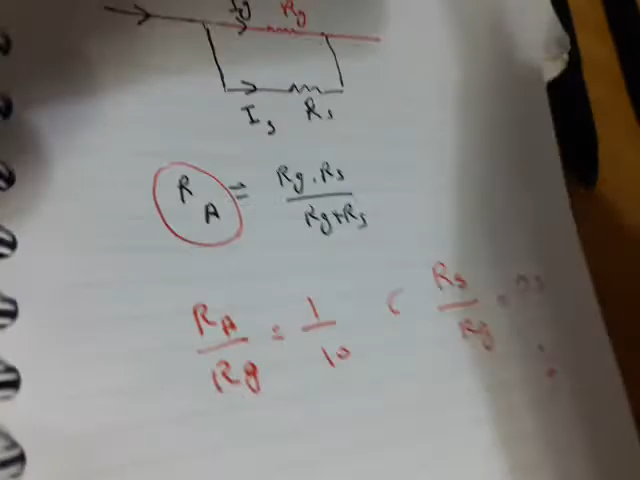 Ig Rg
Is Rs
RA = Rg . Rs / Rg + Rs
RA / Rg = 1 / 10 ( Rs / Rg =